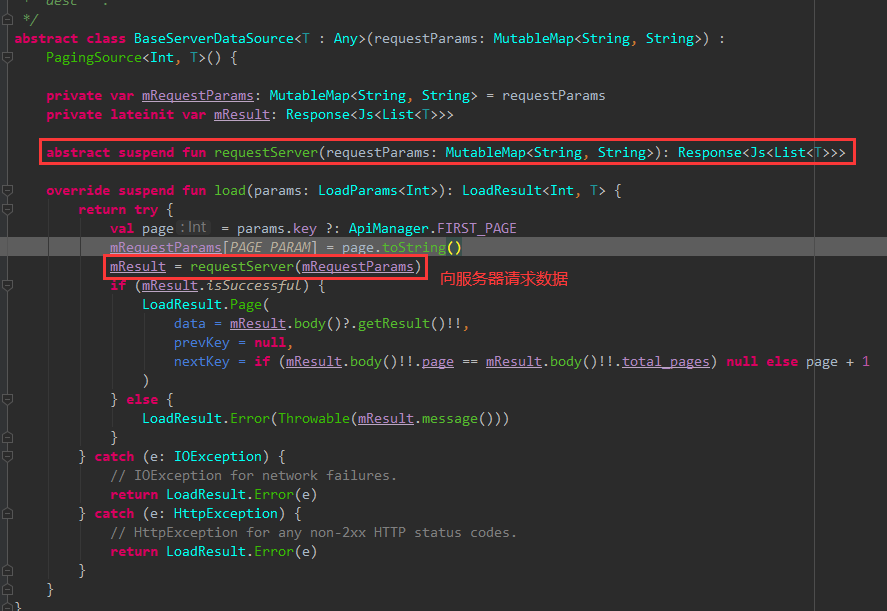 * desc  :
*/
abstract class BaseServerDataSource<T : Any>(requestParams: MutableMap<String, String>) :
    PagingSource<Int, T>() {
    private var mRequestParams: MutableMap<String, String> = requestParams
    private lateinit var mResult: Response<Js<List<T>>>
    abstract suspend fun requestServer(requestParams: MutableMap<String, String>): Response<Js<List<T>>>
    override suspend fun load(params: LoadParams<Int>): LoadResult<Int, T> {
        return try {
            val page : Int  = params.key ?: ApiManager.FIRST_PAGE
            mRequestParams[PAGE_PARAM] = page.toString()
            mResult = requestServer(mRequestParams)
向服务器请求数据
            if (mResult.isSuccessful) {
                LoadResult.Page(
                    data = mResult.body()?.getResult()!!,
                    prevKey = null,
                    nextKey = if (mResult.body()!!.page == mResult.body()!!.total_pages) null else page + 1
                )
            } else {
                LoadResult.Error(Throwable(mResult.message()))
            }
        } catch (e: IOException) {
            // IOException for network failures.
            return LoadResult.Error(e)
        } catch (e: HttpException) {
            // HttpException for any non-2xx HTTP status codes.
            return LoadResult.Error(e)
        }
    }
}